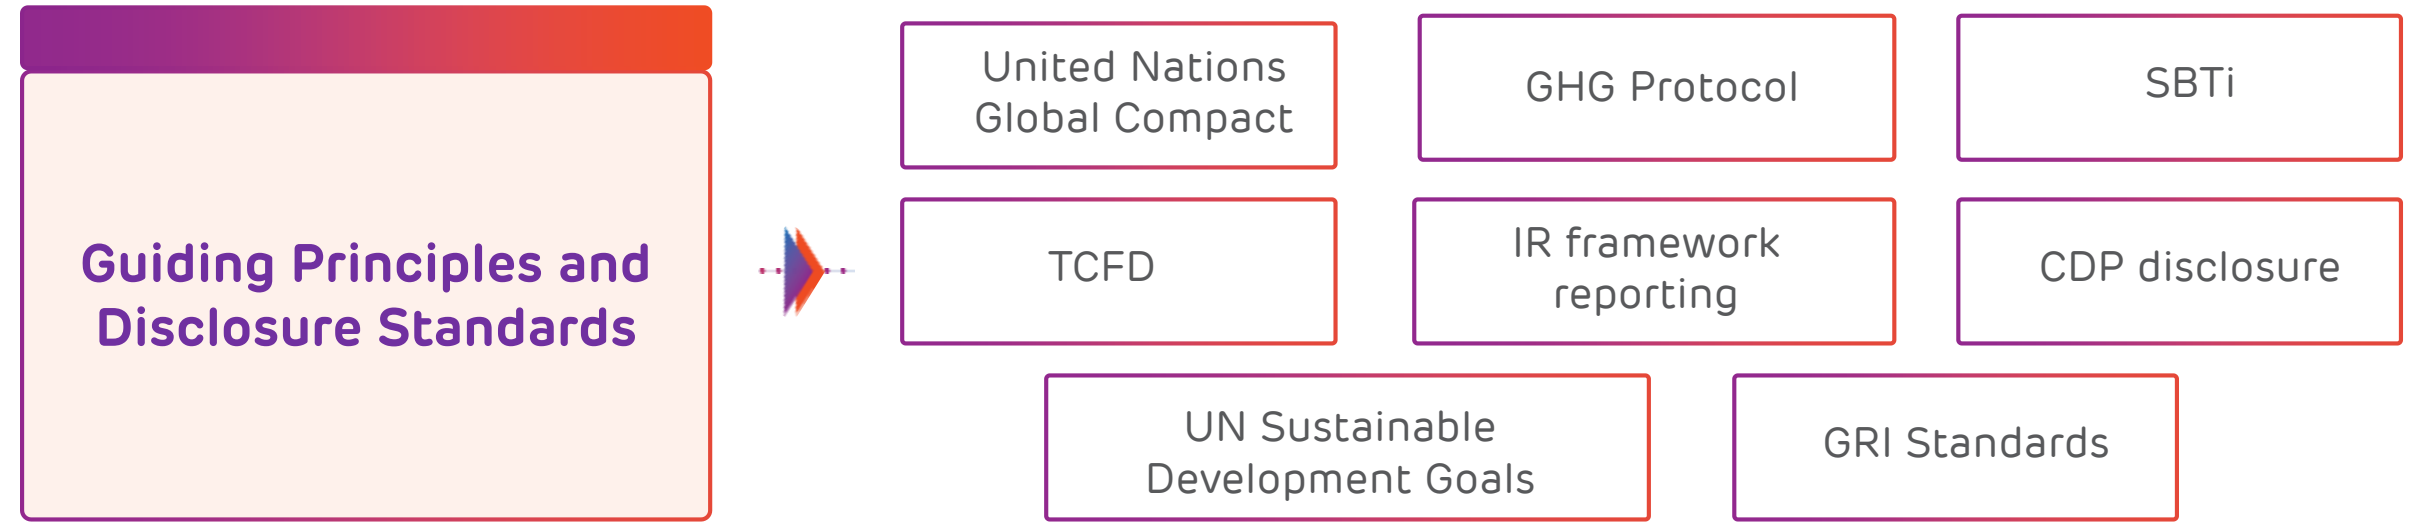 Guiding Principles and
Disclosure Standards
United Nations
Global Compact
GHG Protocol
SBTi
TCFD
IR framework
reporting
CDP disclosure
UN Sustainable
Development Goals
GRI Standards